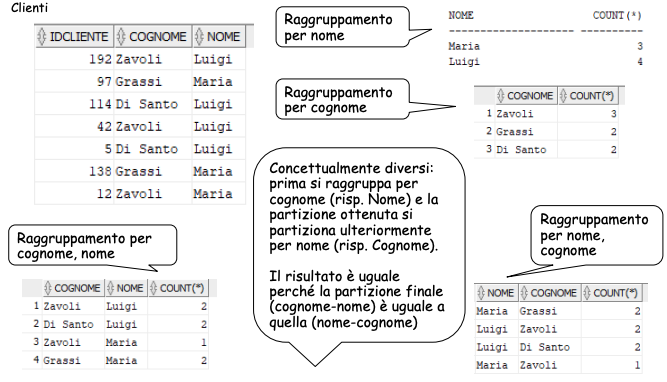 Clienti
IDCLIENTE COGNOME NOME
192 Zavoli Luigi
97 Grassi Maria
114 Di Santo Luigi
42 Zavoli Luigi
5 Di Santo Luigi
138 Grassi Maria
12 Zavoli Maria
Raggruppamento
per nome
NOME COUNT(*)
-------------------- ----------
Maria 3
Luigi 4
Raggruppamento
per cognome
COGNOME COUNT(*)
1 Zavoli 3
2 Grassi 2
3 Di Santo 2
Concettualmente diversi:
prima si raggruppa per
cognome (risp. Nome) e la
partizione ottenuta si
partiziona ulteriormente
per nome (risp. Cognome).
Il risultato è uguale
perché la partizione finale
(cognome-nome) è uguale a
quella (nome-cognome)
Raggruppamento per
cognome, nome
COGNOME NOME COUNT(*)
1 Zavoli Luigi 2
2 Di Santo Luigi 2
3 Zavoli Maria 1
4 Grassi Maria 2
Raggruppamento
per nome,
cognome
NOME COGNOME COUNT(*)
Maria Grassi 2
Luigi Zavoli 2
Luigi Di Santo 2
Maria Zavoli 1